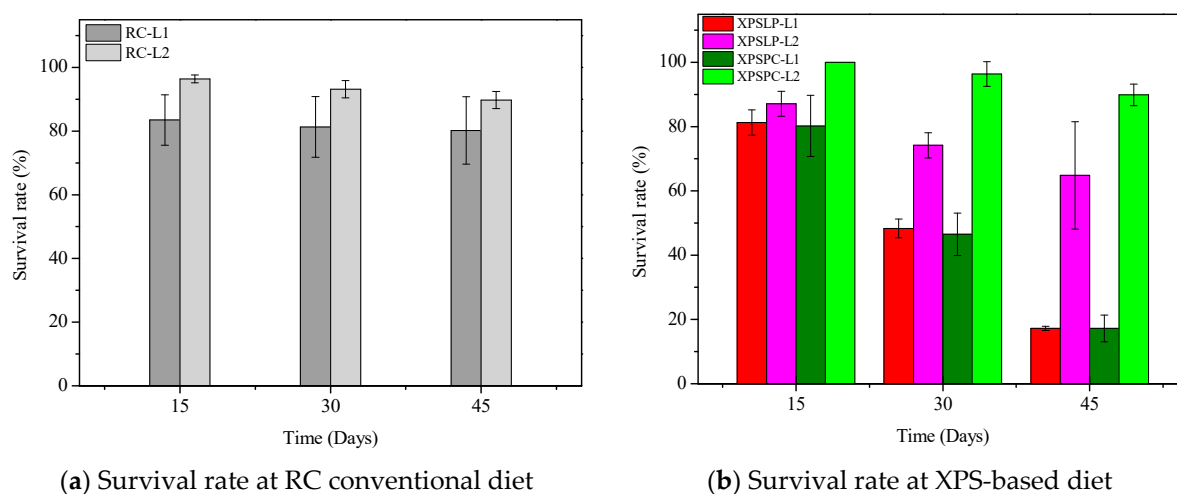 RC-L1
RC-L2
100
80
60
40
20
0
Survival rate (%)
15
30
45
Time (Days)
(a) Survival rate at RC conventional diet
XPSLP-L1
XPSLP-L2
XPSPC-L1
XPSPC-L2
100
80
60
40
20
0
Survival rate (%)
15
30
45
Time (Days)
(b) Survival rate at XPS-based diet